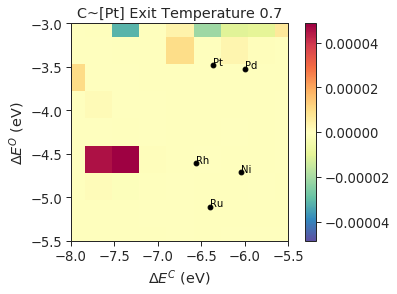 C~[Pt] Exit Temperature 0.7
−3.0
−3.5
−4.0
−4.5
−5.0
−5.5
ΔE^O (eV)
Pt
Pd
Rh
Ni
Ru
−8.0 −7.5 −7.0 −6.5 −6.0 −5.5
ΔE^C (eV)
0.00004
0.00002
0.00000
−0.00002
−0.00004